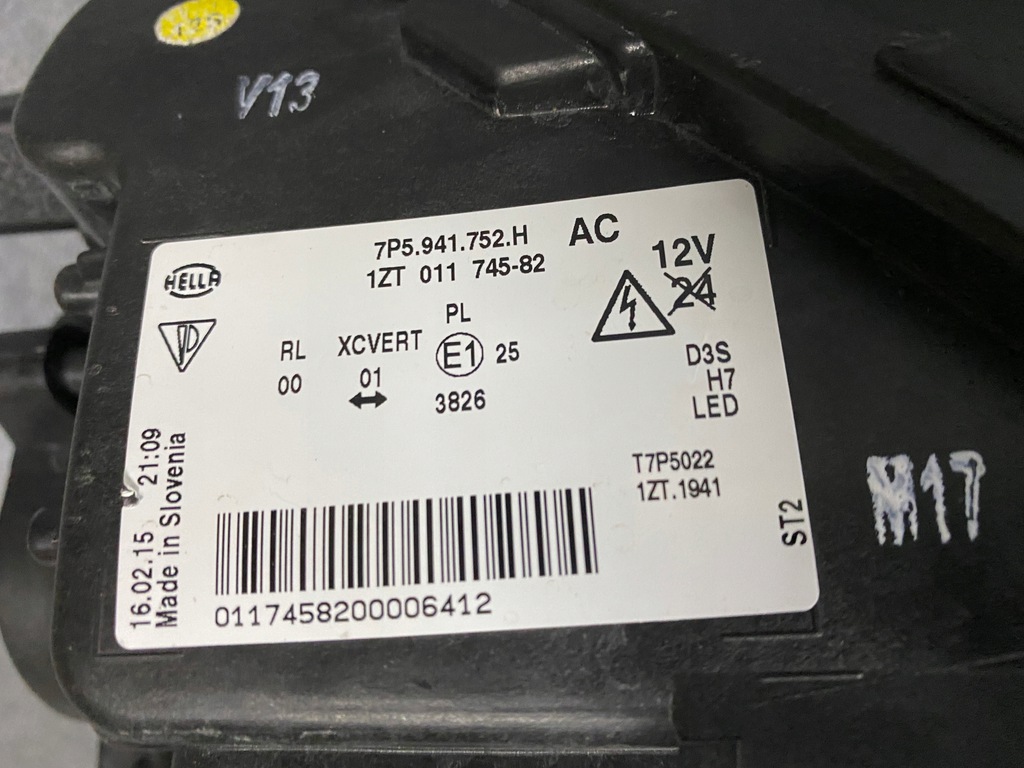 V13
7P5.941.752.H AC
1ZT 011 745-82
12V
24
HELLA
PL
RL XCVERT E1 25
00 01 3826
D3S
H7
LED
T7P5022
1ZT.1941
16.02.15 21:09
Made in Slovenia
ST2
0117458200006412
M17